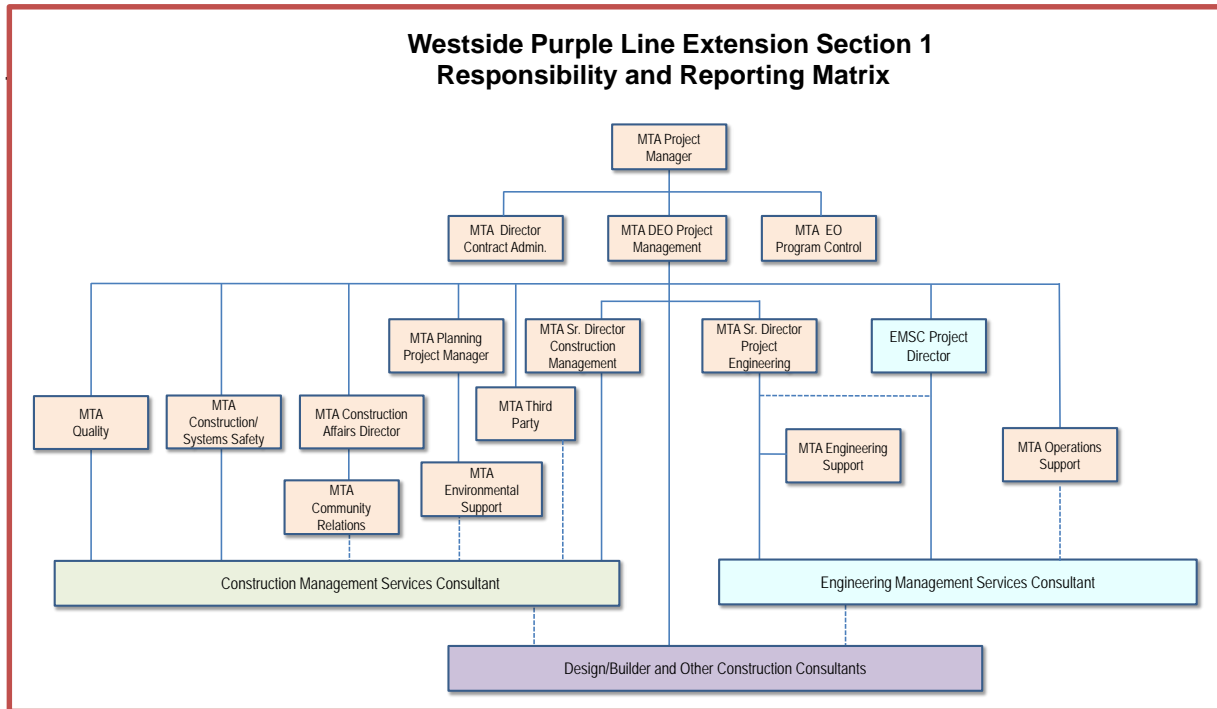 Westside Purple Line Extension Section 1
Responsibility and Reporting Matrix
MTA Project
Manager
MTA Director
Contract Admin.
MTA DEO Project
Management
MTA EO
Program Control
MTA Planning
Project Manager
MTA Sr. Director
Construction
Management
MTA Sr. Director
Project
Engineering
EMSC Project
Director
MTA
Quality
MTA
Construction/
Systems Safety
MTA Construction
Affairs Director
MTA Third
Party
MTA Engineering
Support
MTA Operations
Support
MTA
Community
Relations
MTA
Environmental
Support
Construction Management Services Consultant
Engineering Management Services Consultant
Design/Builder and Other Construction Consultants